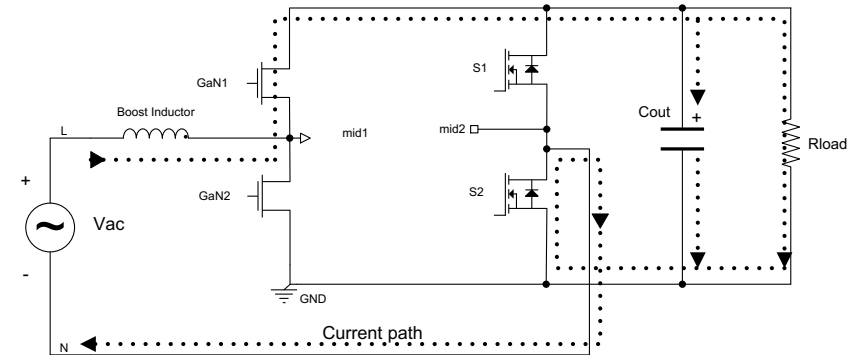 GaN1
S1
Boost Inductor
Cout
+
L
mid1
mid2
Rload
GaN2
S2
+
Vac
-
GND
Current path
N